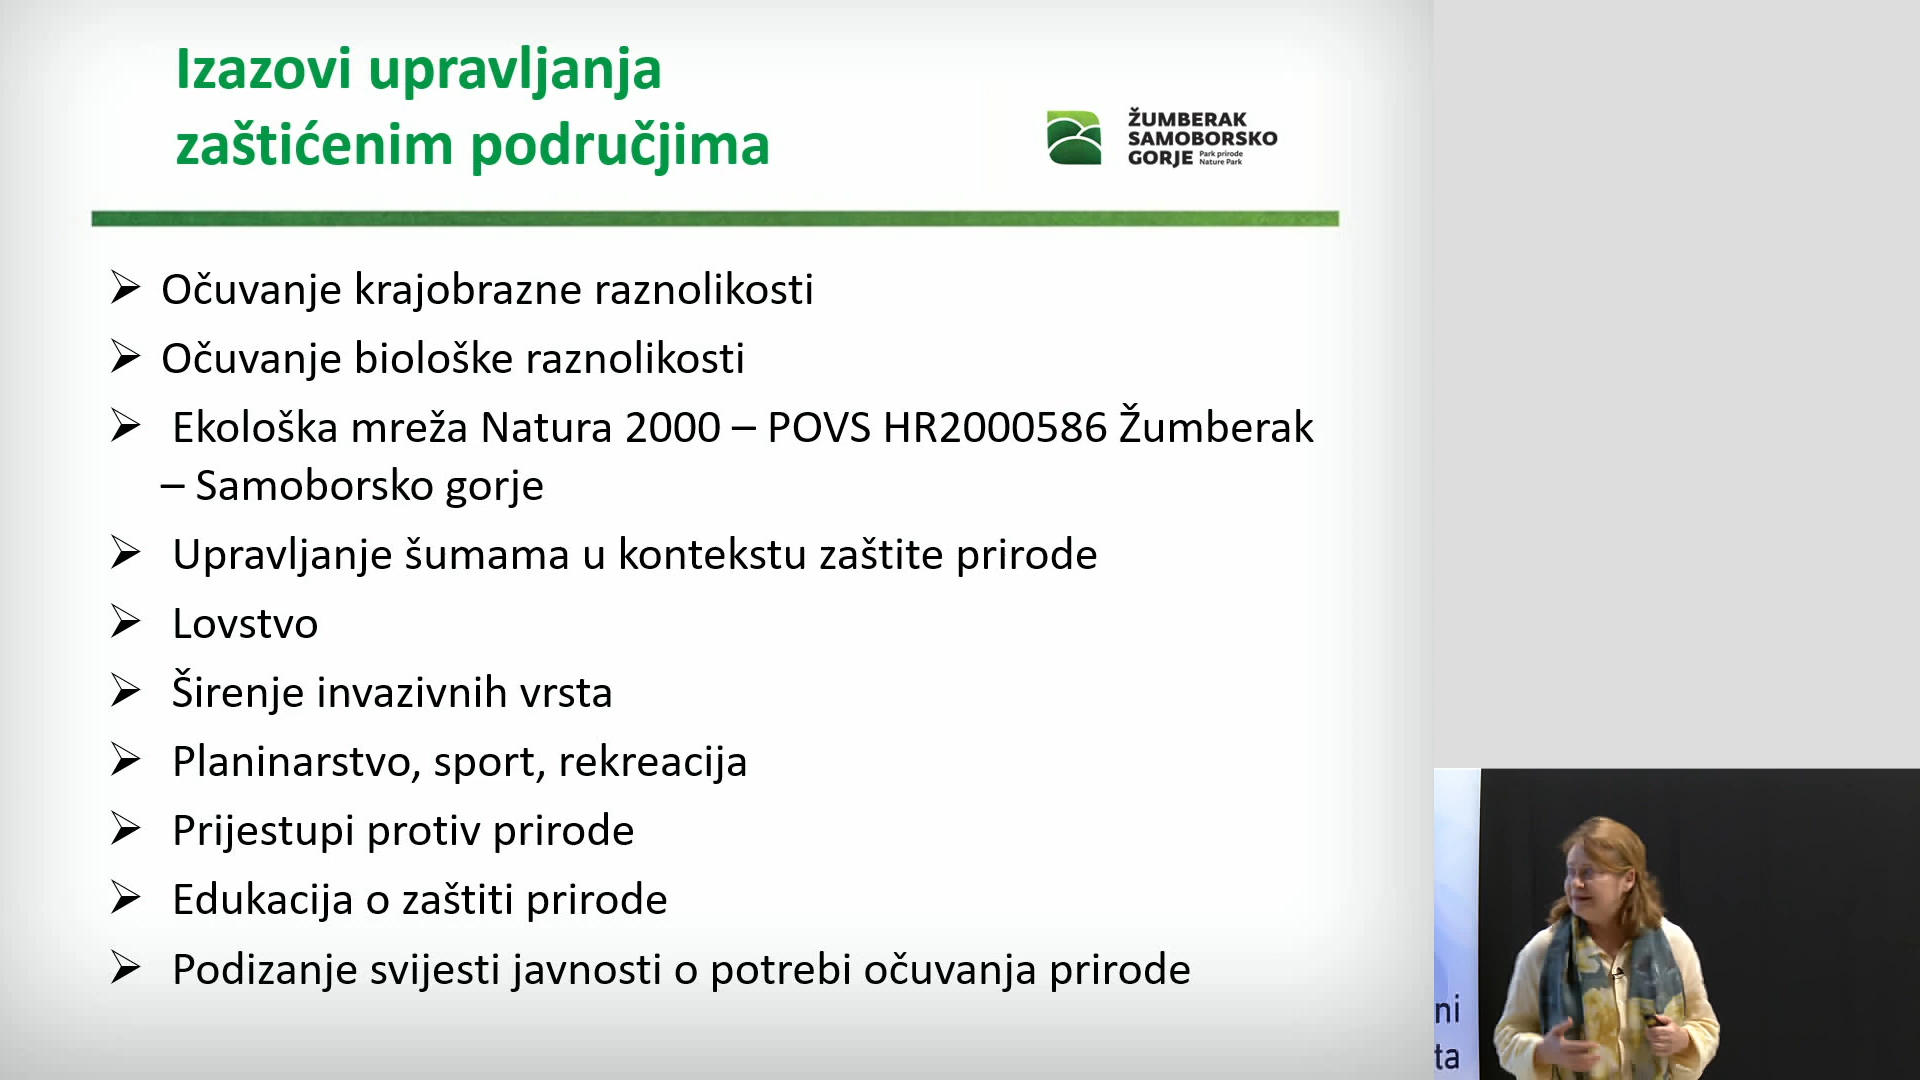 Izazovi upravljanja
zaštićenim područjima
ŽUMBERAK
SAMOBORSKO
GORJE Park prirode
Nature Park
➢ Očuvanje krajobrazne raznolikosti
➢ Očuvanje biološke raznolikosti
➢ Ekološka mreža Natura 2000 – POVS HR2000586 Žumberak
– Samoborsko gorje
➢ Upravljanje šumama u kontekstu zaštite prirode
➢ Lovstvo
➢ Širenje invazivnih vrsta
➢ Planinarstvo, sport, rekreacija
➢ Prijestupi protiv prirode
➢ Edukacija o zaštiti prirode
➢ Podizanje svijesti javnosti o potrebi očuvanja prirode
ni
ta